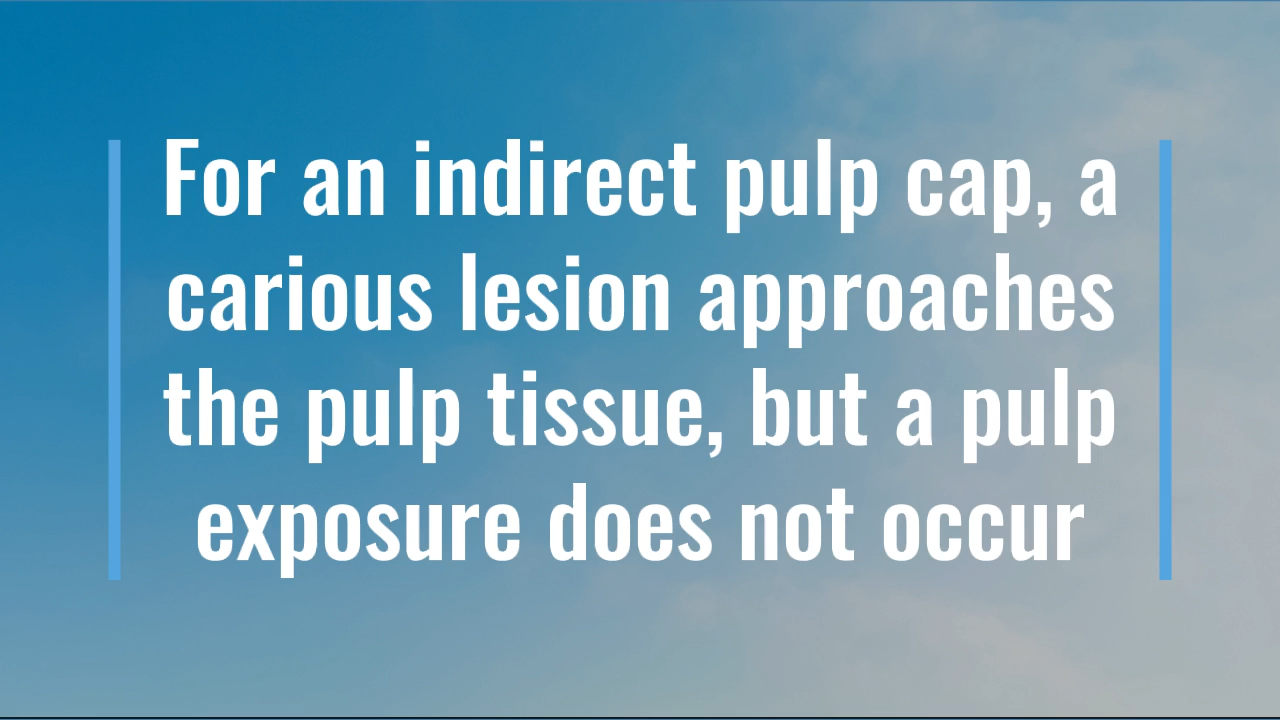 For an indirect pulp cap, a
carious lesion approaches
the pulp tissue, but a pulp
exposure does not occur